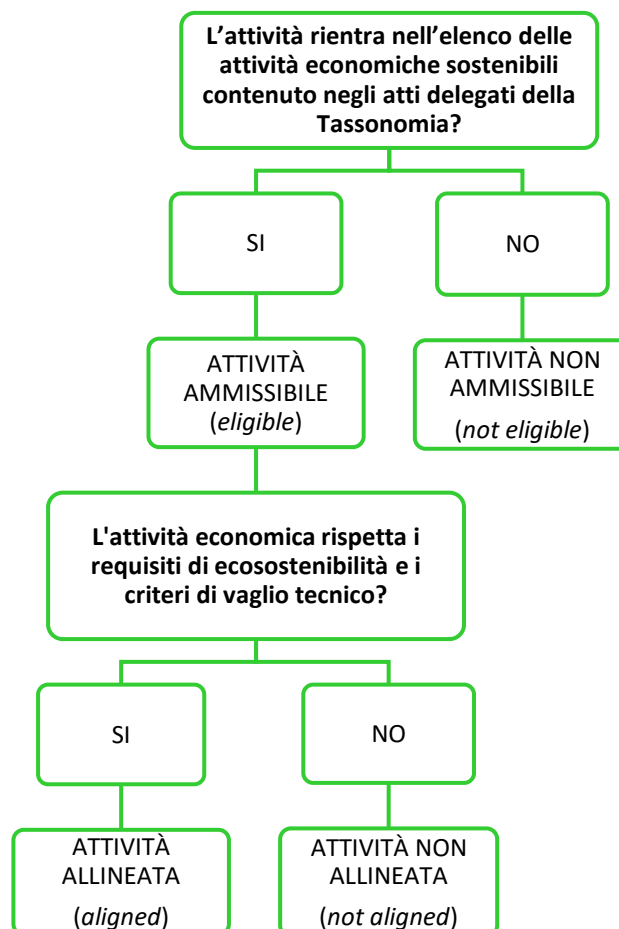 L’attività rientra nell’elenco delle
attività economiche sostenibili
contenuto negli atti delegati della
Tassonomia?
SI
NO
ATTIVITÀ
AMMISSIBILE
(eligible)
ATTIVITÀ NON
AMMISSIBILE
(not eligible)
L'attività economica rispetta i
requisiti di ecosostenibilità e i
criteri di vaglio tecnico?
SI
NO
ATTIVITÀ
ALLINEATA
(aligned)
ATTIVITÀ NON
ALLINEATA
(not aligned)